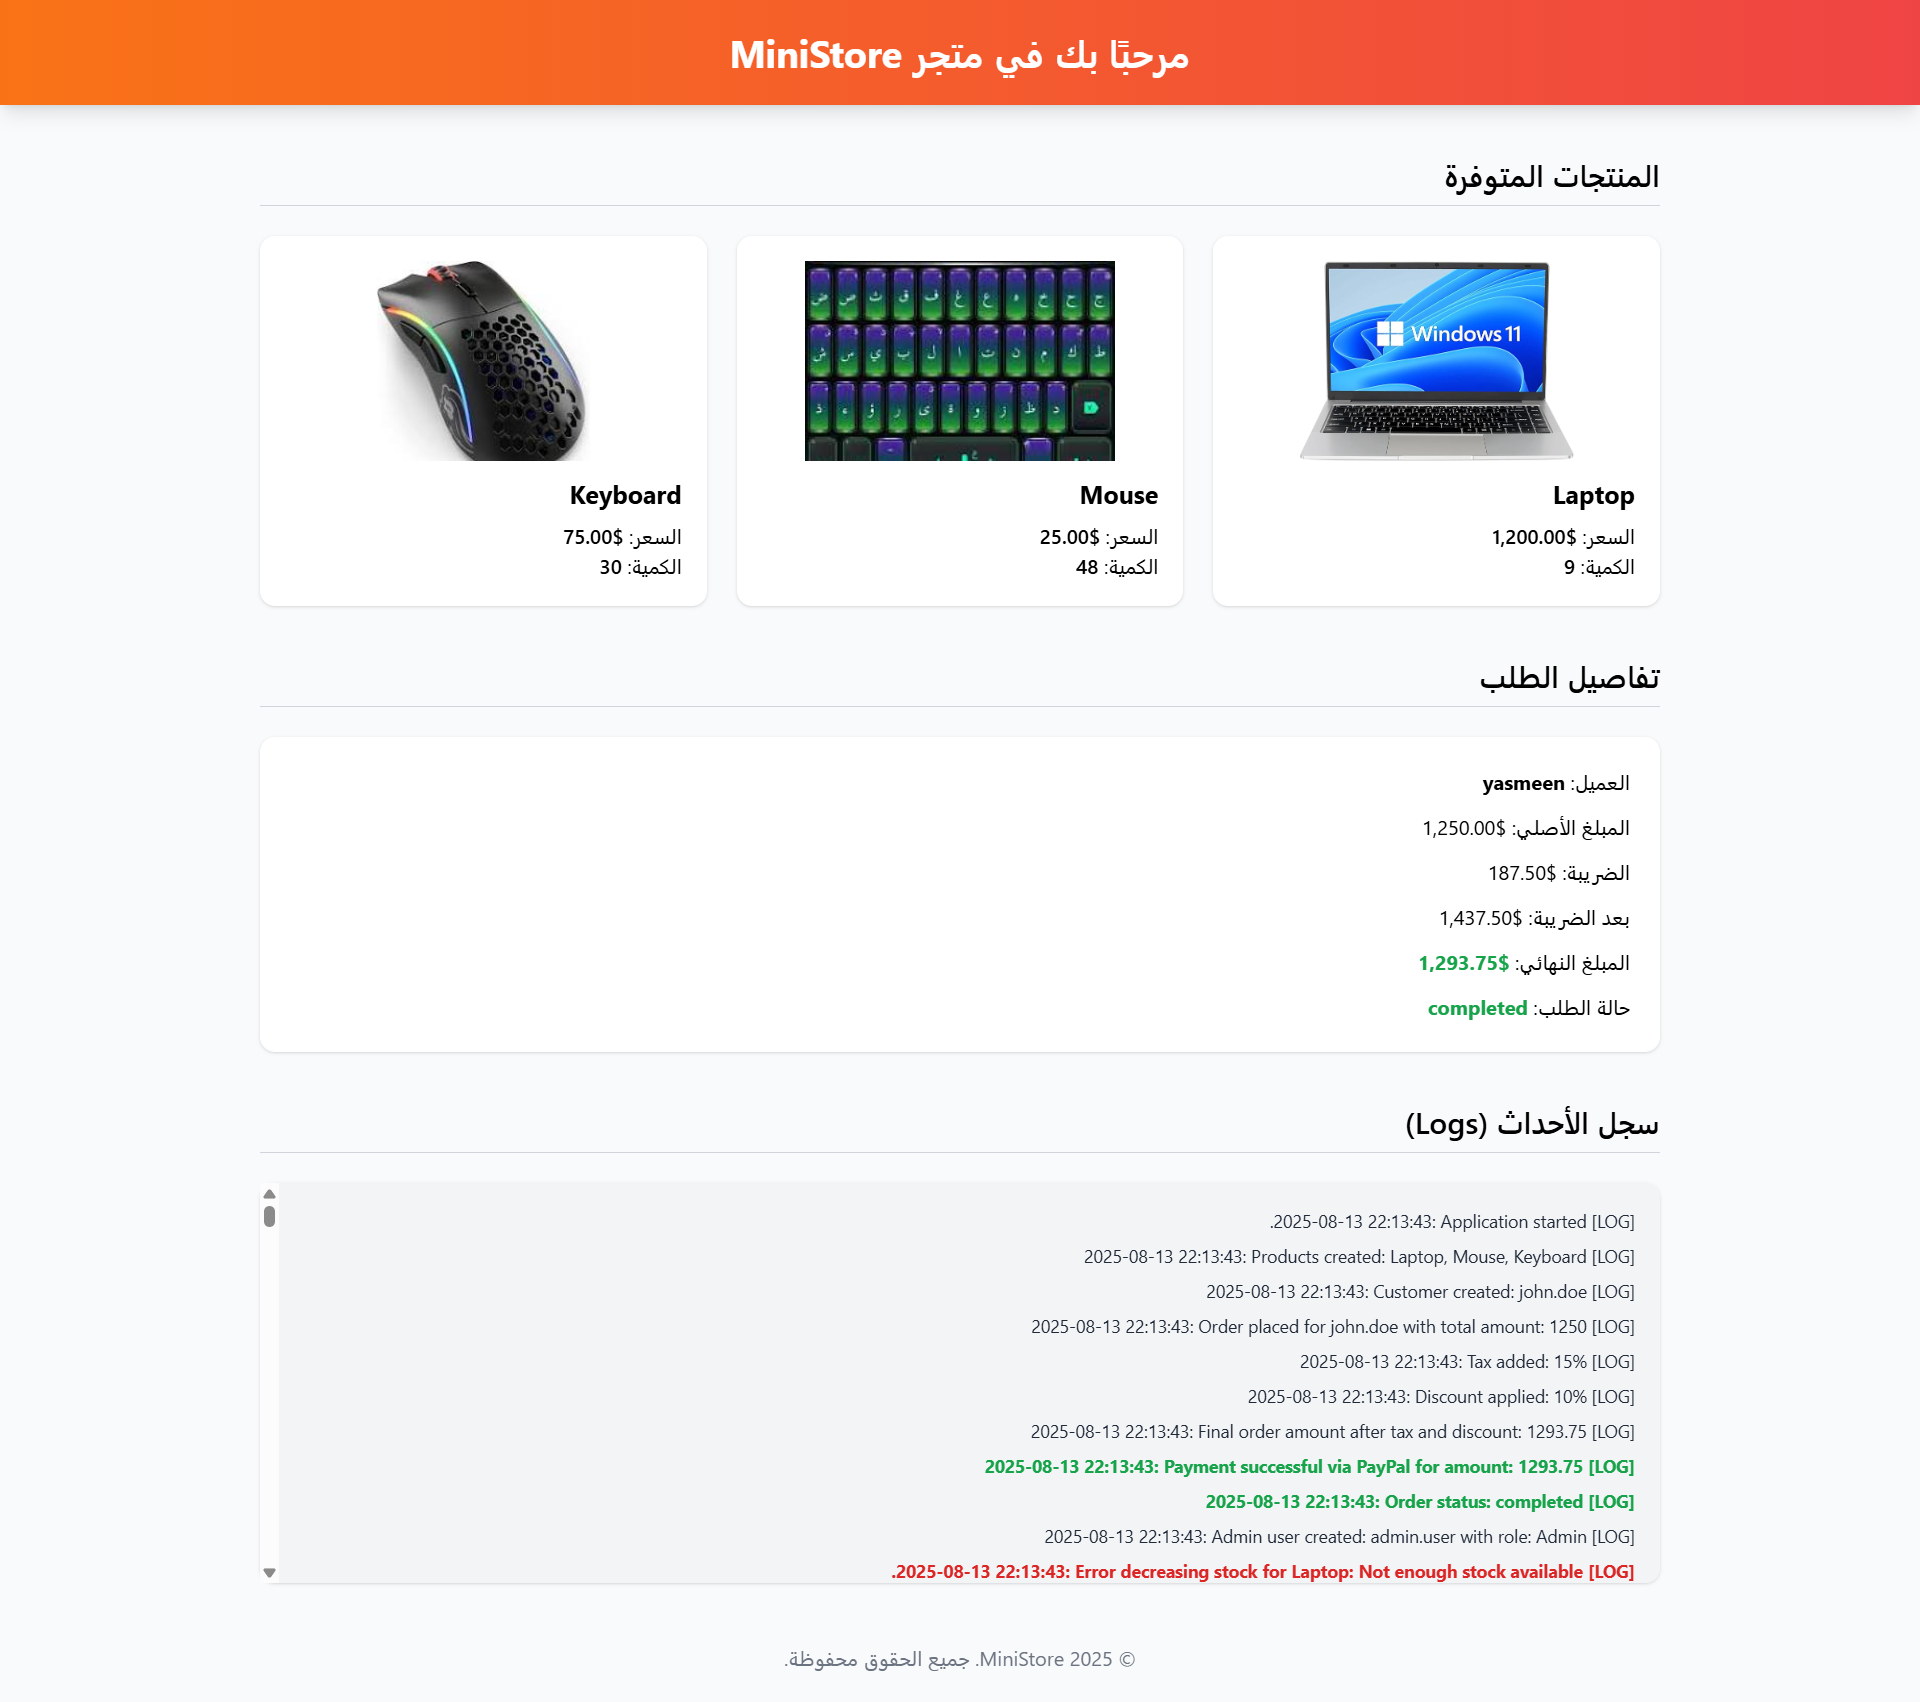 مرحبًا بك في متجر MiniStore
المنتجات المتوفرة
Windows 11
Laptop
السعر: $1,200.00
الكمية: 9
Mouse
السعر: $25.00
الكمية: 48
Keyboard
السعر: $75.00
الكمية: 30
تفاصيل الطلب
العميل: yasmeen
المبلغ الأصلي: $1,250.00
الضريبة: $187.50
بعد الضريبة: $1,437.50
المبلغ النهائي: $1,293.75
حالة الطلب: completed
سجل الأحداث (Logs)
[LOG] 2025-08-13 22:13:43: Application started.
[LOG] 2025-08-13 22:13:43: Products created: Laptop, Mouse, Keyboard
[LOG] 2025-08-13 22:13:43: Customer created: john.doe
[LOG] 2025-08-13 22:13:43: Order placed for john.doe with total amount: 1250
[LOG] 2025-08-13 22:13:43: Tax added: 15%
[LOG] 2025-08-13 22:13:43: Discount applied: 10%
[LOG] 2025-08-13 22:13:43: Final order amount after tax and discount: 1293.75
[LOG] 2025-08-13 22:13:43: Payment successful via PayPal for amount: 1293.75
[LOG] 2025-08-13 22:13:43: Order status: completed
[LOG] 2025-08-13 22:13:43: Admin user created: admin.user with role: Admin
[LOG] 2025-08-13 22:13:43: Error decreasing stock for Laptop: Not enough stock available.
© 2025 MiniStore. جميع الحقوق محفوظة.